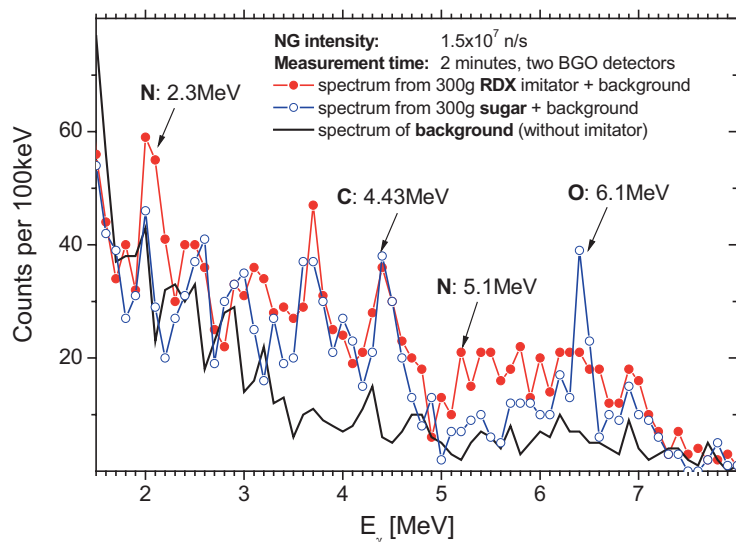 NG intensity: 1.5x10⁷ n/s
Measurement time: 2 minutes, two BGO detectors
spectrum from 300g RDX imitator + background
spectrum from 300g sugar + background
spectrum of background (without imitator)
N: 2.3MeV
C: 4.43MeV
O: 6.1MeV
N: 5.1MeV
Counts per 100keV
60
40
20
2 3 4 5 6 7
Eᵧ [MeV]